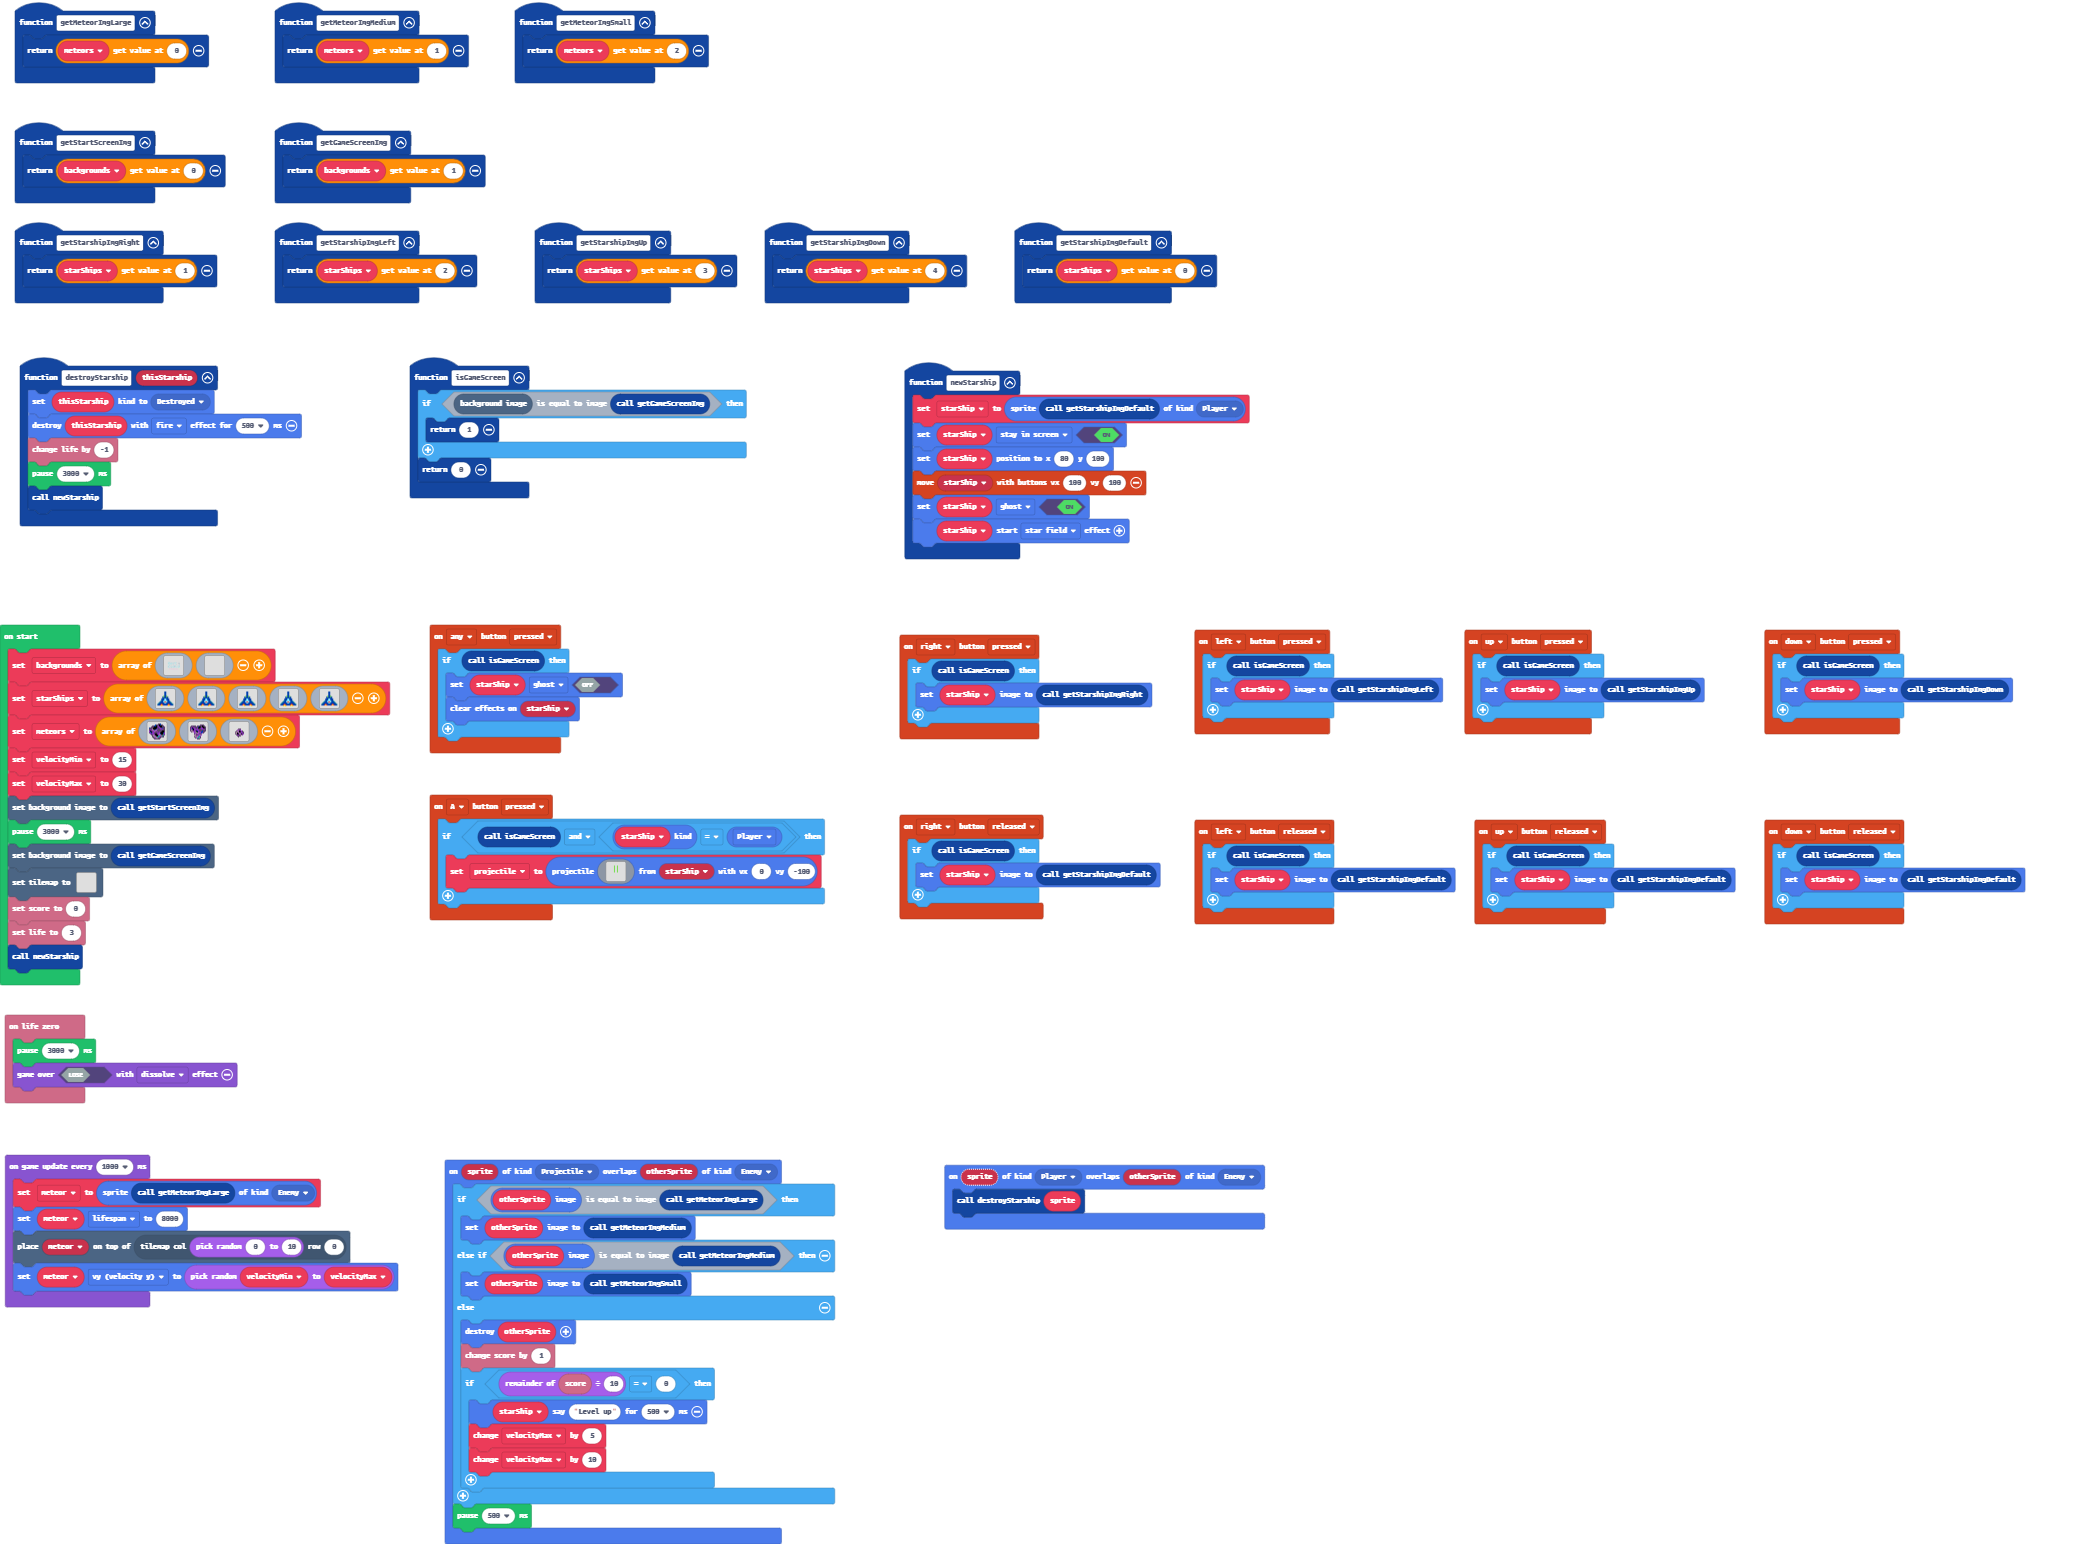 function getMeteorImgLarge
return meteors get value at 0
function getMeteorImgMedium
return meteors get value at 1
function getMeteorImgSmall
return meteors get value at 2
function getStartScreenImg
return backgrounds get value at 0
function getGameScreenImg
return backgrounds get value at 1
function getStarshipImgRight
return starShips get value at 1
function getStarshipImgLeft
return starShips get value at 2
function getStarshipImgUp
return starShips get value at 3
function getStarshipImgDown
return starShips get value at 4
function getStarshipImgDefault
return starShips get value at 0
function destroyStarship thisStarship
set thisStarship kind to Destroyed
destroy thisStarship with fire effect for 500 ms
change life by -1
pause 3000 ms
call newStarship
function isGameScreen
if background image is equal to image call getGameScreenImg then
return 1
return 0
function newStarship
set starShip to sprite call getStarshipImgDefault of kind Player
set starShip stay in screen ON
set starShip position to x 80 y 100
move starShip with buttons vx 100 vy 100
set starShip ghost ON
starShip start star field effect
on start
set backgrounds to array of
set starShips to array of
set meteors to array of
set velocityMin to 15
set velocityMax to 30
set background image to call getStartScreenImg
pause 3000 ms
set background image to call getGameScreenImg
set tilemap to
set score to 0
set life to 3
call newStarship
on any button pressed
if call isGameScreen then
set starShip ghost OFF
clear effects on starShip
on A button pressed
if call isGameScreen and starShip kind = Player then
set projectile to projectile from starShip with vx 0 vy -100
on right button pressed
if call isGameScreen then
set starShip image to call getStarshipImgRight
on left button pressed
if call isGameScreen then
set starShip image to call getStarshipImgLeft
on up button pressed
if call isGameScreen then
set starShip image to call getStarshipImgUp
on down button pressed
if call isGameScreen then
set starShip image to call getStarshipImgDown
on right button released
if call isGameScreen then
set starShip image to call getStarshipImgDefault
on left button released
if call isGameScreen then
set starShip image to call getStarshipImgDefault
on up button released
if call isGameScreen then
set starShip image to call getStarshipImgDefault
on down button released
if call isGameScreen then
set starShip image to call getStarshipImgDefault
on life zero
pause 3000 ms
game over LOSE with dissolve effect
on game update every 1000 ms
set meteor to sprite call getMeteorImgLarge of kind Enemy
set meteor lifespan to 8000
place meteor on top of tilemap col pick random 0 to 10 row 0
set meteor vy (velocity y) to pick random velocityMin to velocityMax
on sprite of kind Projectile overlaps otherSprite of kind Enemy
if otherSprite image is equal to image call getMeteorImgLarge then
set otherSprite image to call getMeteorImgMedium
else if otherSprite image is equal to image call getMeteorImgMedium then
set otherSprite image to call getMeteorImgSmall
else
destroy otherSprite
change score by 1
if remainder of score ÷ 10 = 0 then
starShip say "Level up" for 500 ms
change velocityMax by 5
change velocityMax by 10
pause 500 ms
on sprite of kind Player overlaps otherSprite of kind Enemy
call destroyStarship sprite